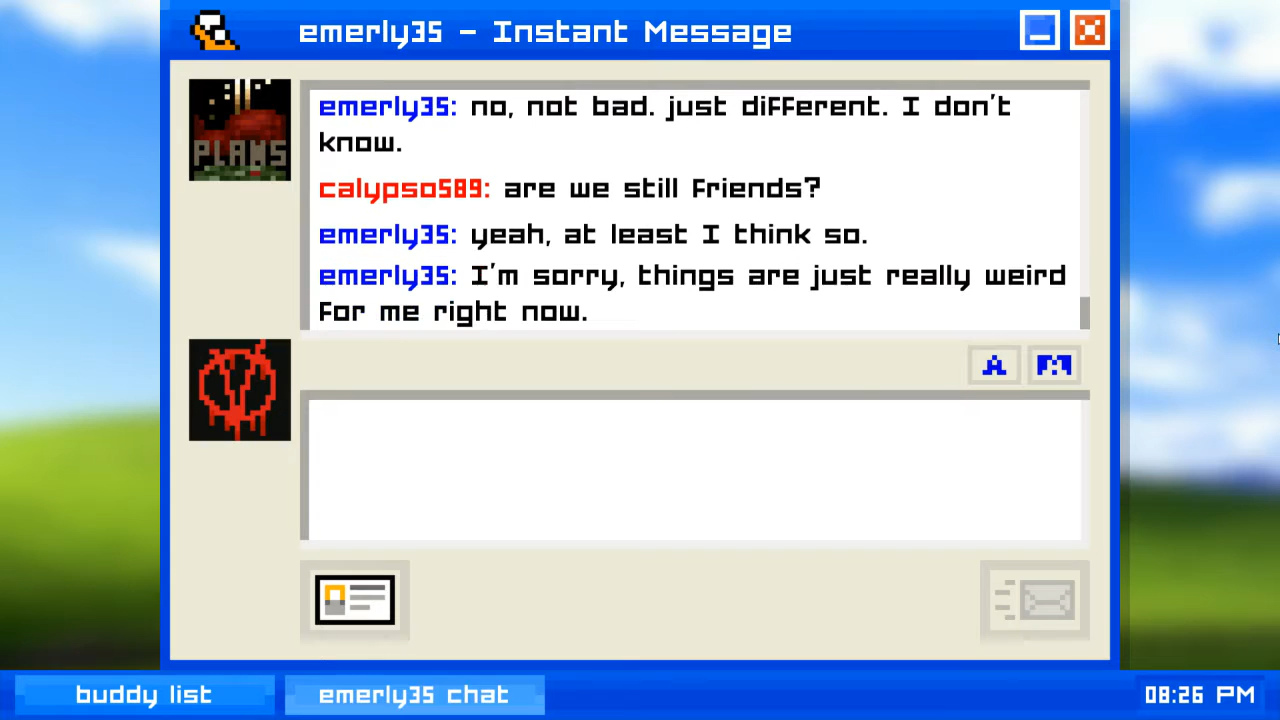 emerly35 - Instant Message
emerly35: no, not bad. just different. I don't
know.
calypso589: are we still friends?
emerly35: yeah, at least I think so.
emerly35: I'm sorry, things are just really weird
for me right now.
PLANS
A
buddy list
emerly35 chat
08:26 PM